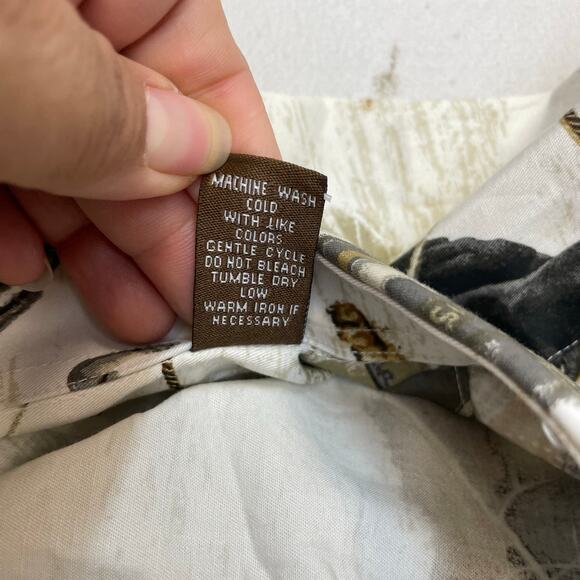 MACHINE WASH
COLD
WITH LIKE
COLORS
GENTLE CYCLE
DO NOT BLEACH
TUMBLE DRY
LOW
WARM IRON IF
NECESSARY